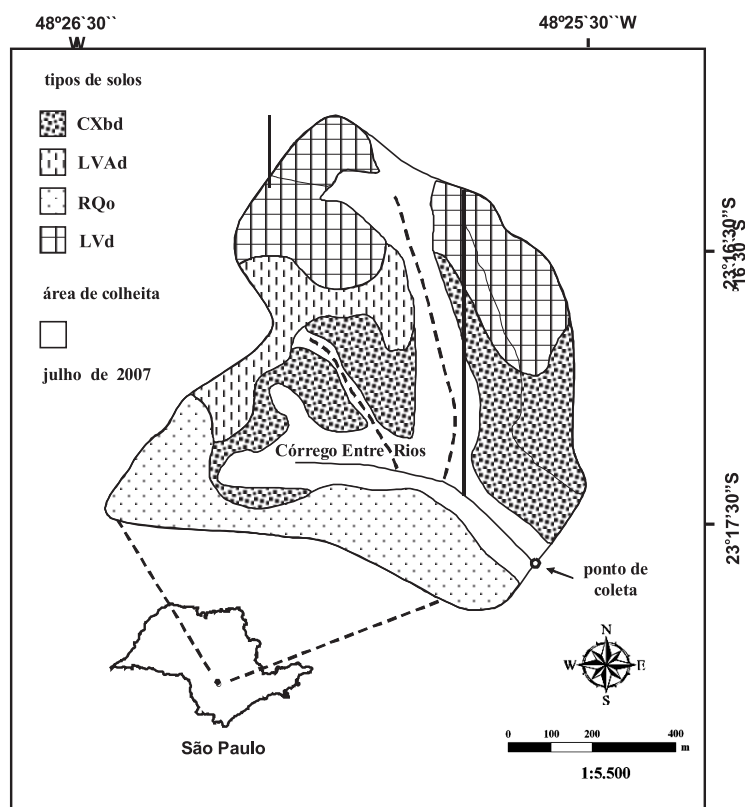 48º26´30´´
W
48º25´30´´W
tipos de solos
CXbd
LVAd
RQo
LVd
área de colheita
julho de 2007
23°16´30”S
23°17´30”S
Córrego Entre Rios
ponto de
coleta
São Paulo
N
W
E
S
0 100 200 400
m
1:5.500